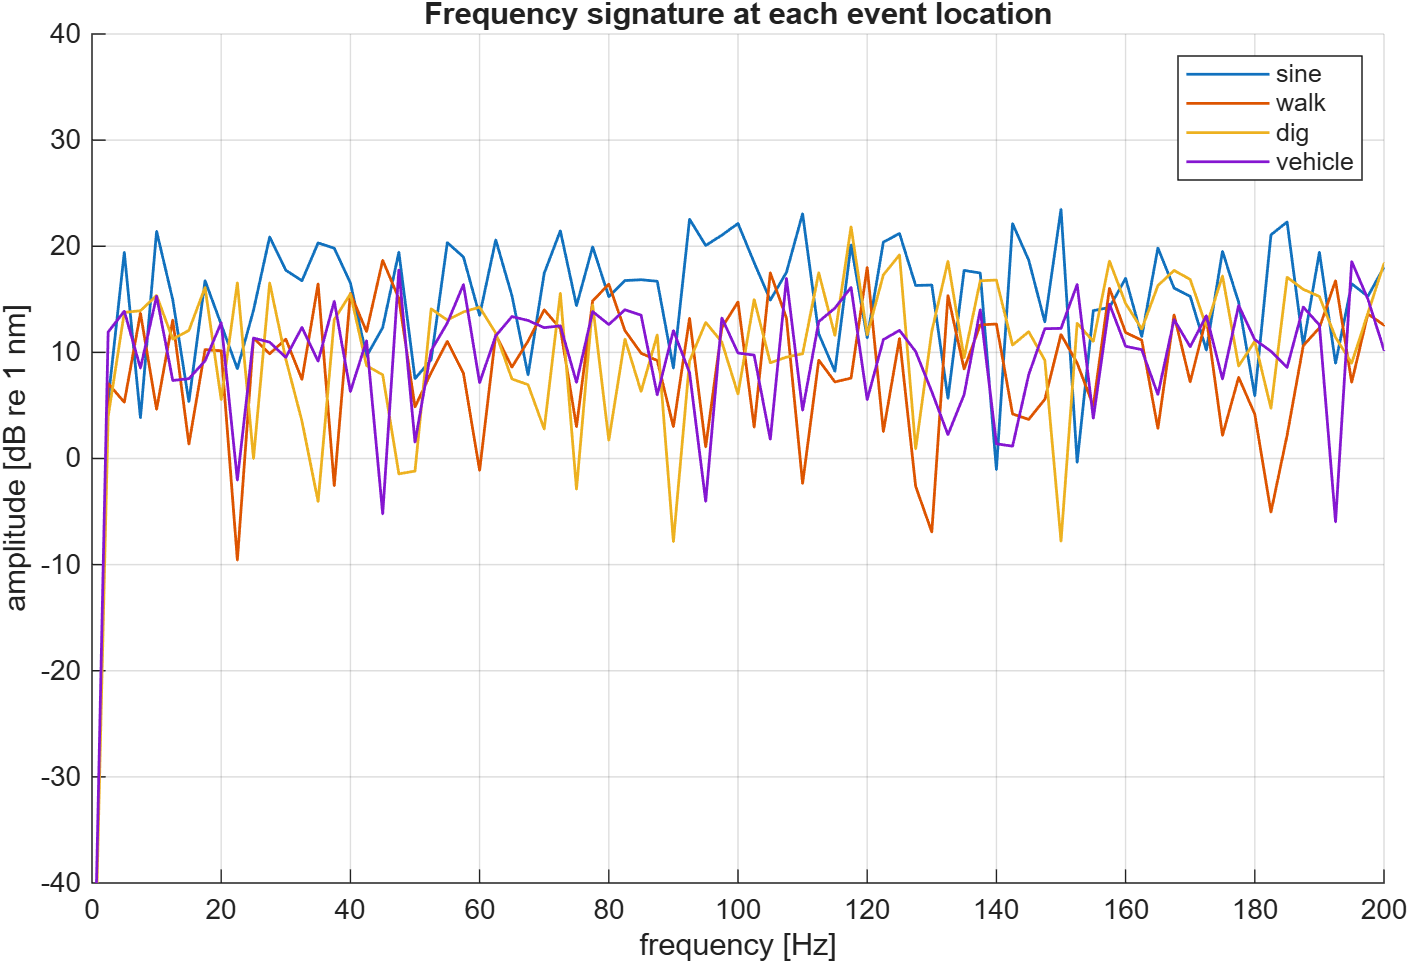 Frequency signature at each event location
amplitude [dB re 1 nm]
40
30
20
10
0
-10
-20
-30
-40
sine
walk
dig
vehicle
0 20 40 60 80 100 120 140 160 180 200
frequency [Hz]